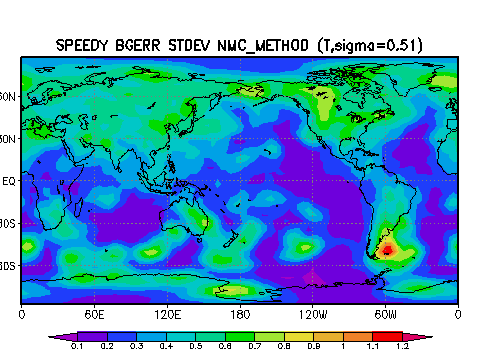 SPEEDY BGERR STDEV NMC_METHOD (T,sigma=0.51)
60N
30N
EQ
30S
60S
0 60E 120E 180 120W 60W 0
0.1 0.2 0.3 0.4 0.5 0.6 0.7 0.8 0.9 1 1.1 1.2